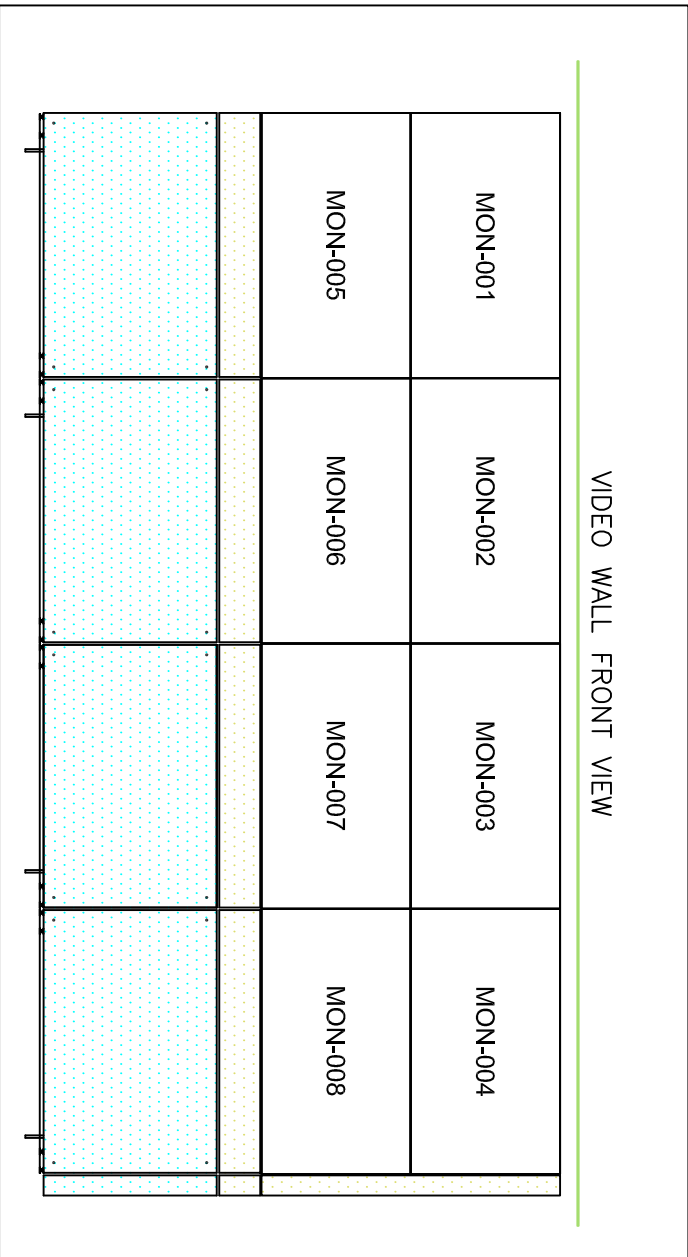 VIDEO WALL FRONT VIEW
MON-001 MON-002 MON-003 MON-004
MON-005 MON-006 MON-007 MON-008